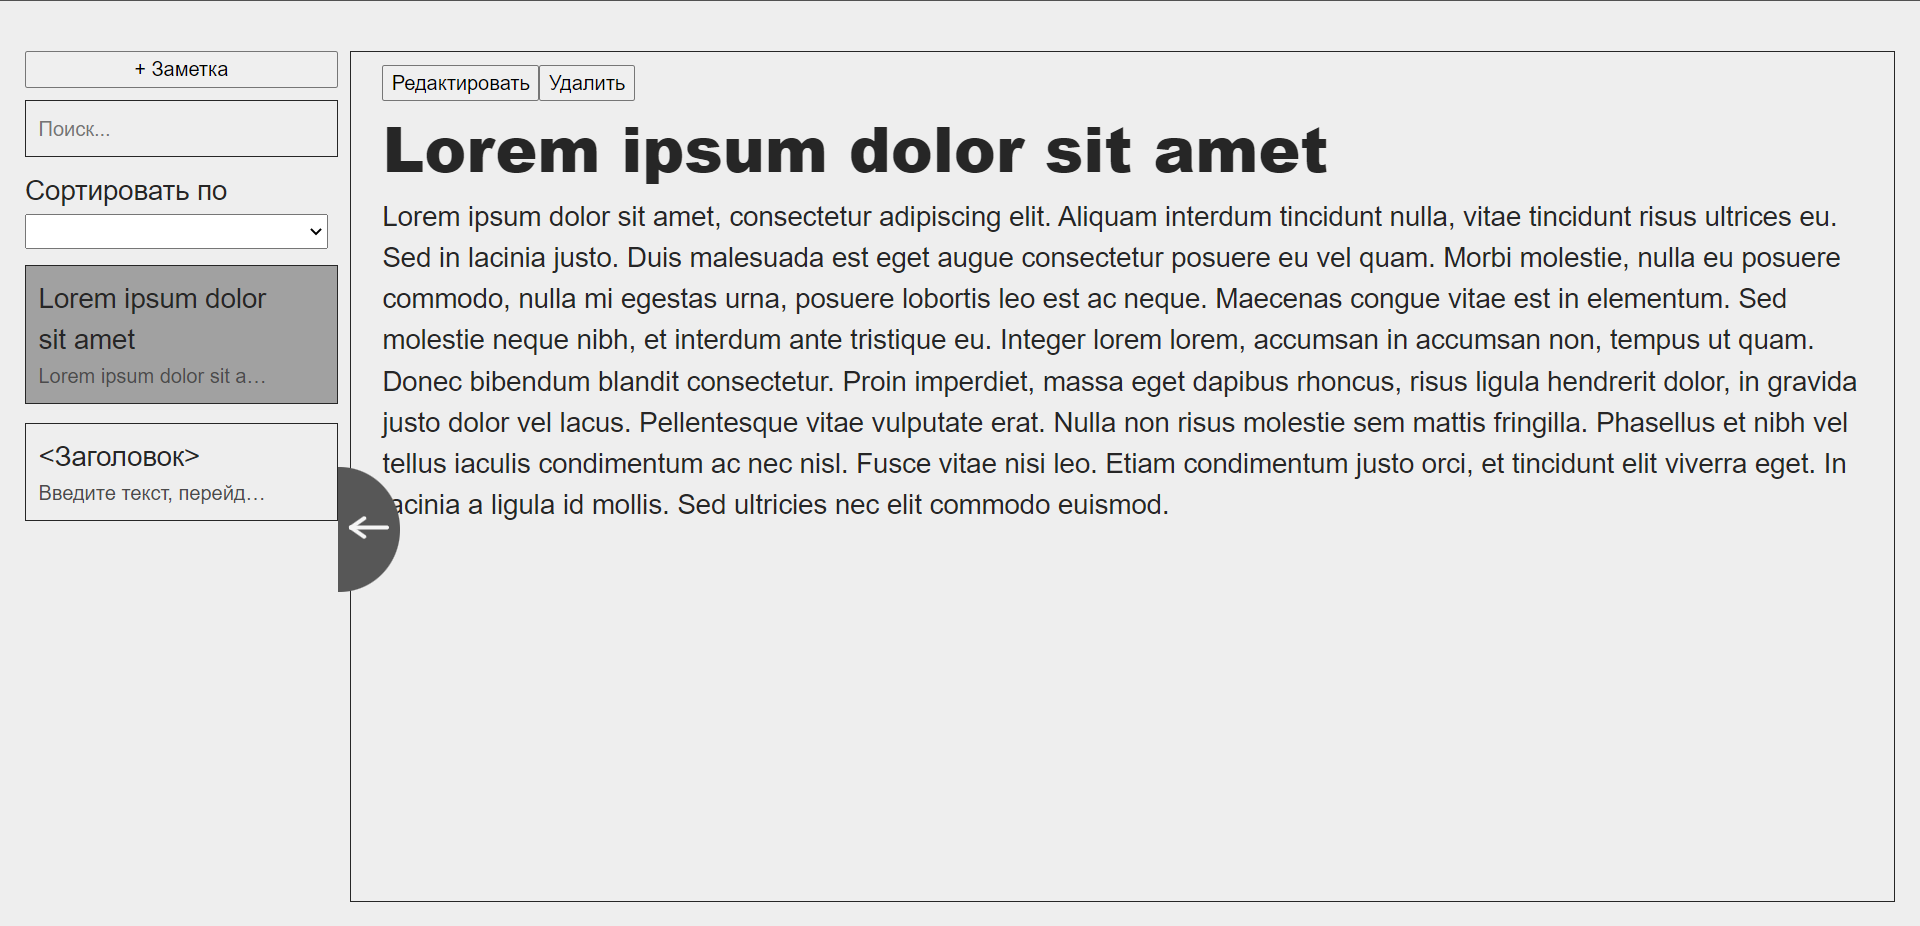 + Заметка
Поиск...
Сортировать по
Lorem ipsum dolor
sit amet
Lorem ipsum dolor sit a…
<Заголовок>
Введите текст, перейд…
Редактировать Удалить
Lorem ipsum dolor sit amet
Lorem ipsum dolor sit amet, consectetur adipiscing elit. Aliquam interdum tincidunt nulla, vitae tincidunt risus ultrices eu.
Sed in lacinia justo. Duis malesuada est eget augue consectetur posuere eu vel quam. Morbi molestie, nulla eu posuere
commodo, nulla mi egestas urna, posuere lobortis leo est ac neque. Maecenas congue vitae est in elementum. Sed
molestie neque nibh, et interdum ante tristique eu. Integer lorem lorem, accumsan in accumsan non, tempus ut quam.
Donec bibendum blandit consectetur. Proin imperdiet, massa eget dapibus rhoncus, risus ligula hendrerit dolor, in gravida
justo dolor vel lacus. Pellentesque vitae vulputate erat. Nulla non risus molestie sem mattis fringilla. Phasellus et nibh vel
tellus iaculis condimentum ac nec nisl. Fusce vitae nisi leo. Etiam condimentum justo orci, et tincidunt elit viverra eget. In
acinia a ligula id mollis. Sed ultricies nec elit commodo euismod.